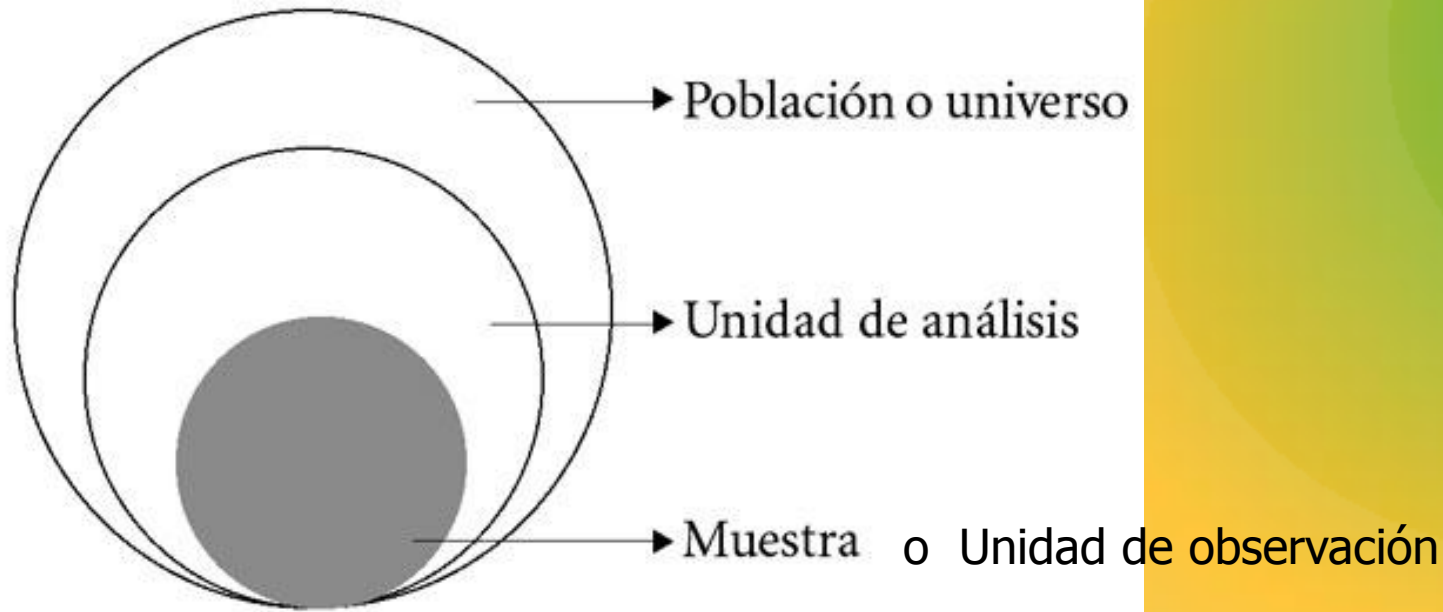 Población o universo
Unidad de análisis
Muestra o Unidad de observación